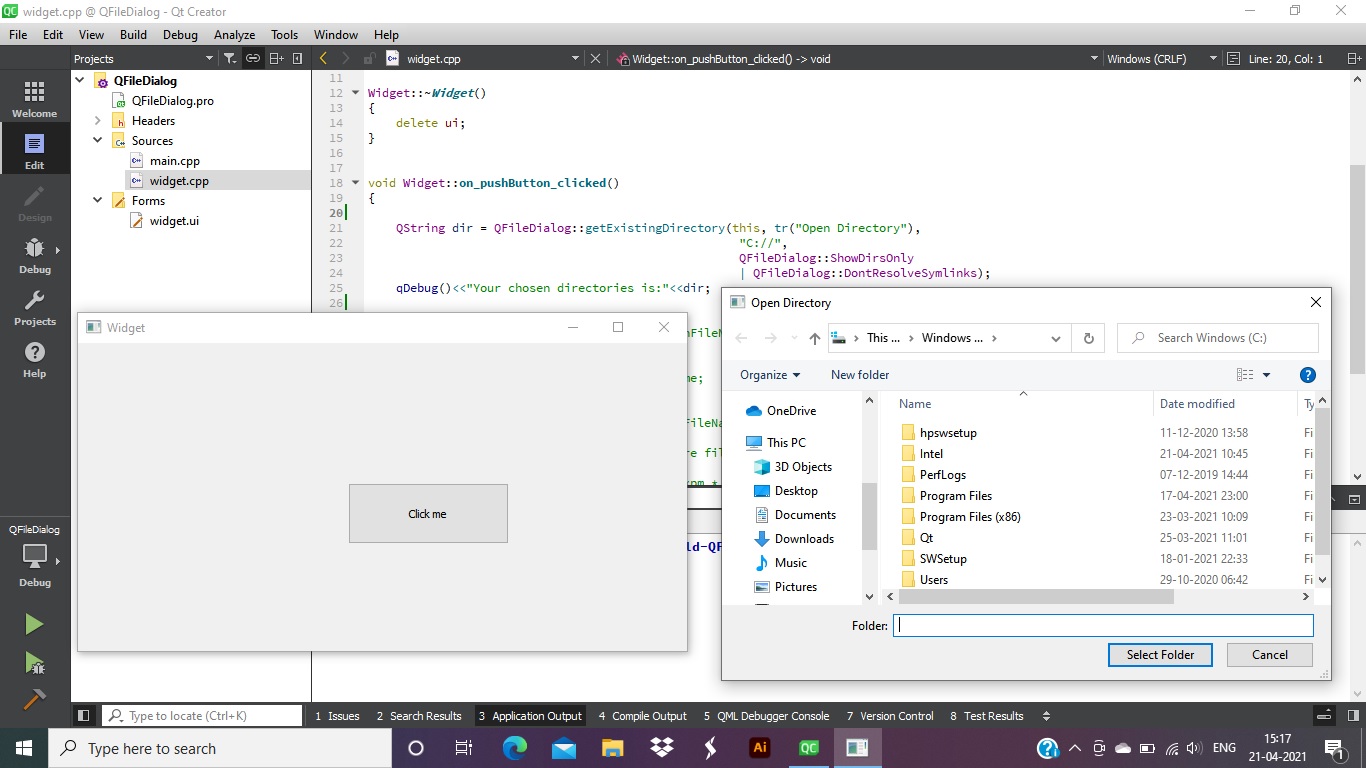 widget.cpp @ QFileDialog - Qt Creator
File Edit View Build Debug Analyze Tools Window Help
Projects
widget.cpp
Widget::on_pushButton_clicked() -> void
Windows (CRLF)
Line: 20, Col: 1
Welcome
Edit
Design
Debug
Projects
Help
QFileDialog
Debug
QFileDialog
QFileDialog.pro
Headers
Sources
main.cpp
widget.cpp
Forms
widget.ui
11
12 Widget::~Widget()
13 {
14 delete ui;
15 }
16
17
18 void Widget::on_pushButton_clicked()
19 {
20
21 QString dir = QFileDialog::getExistingDirectory(this, tr("Open Directory"),
22 "C://",
23 QFileDialog::ShowDirsOnly
24 | QFileDialog::DontResolveSymlinks);
25 qDebug()<<"Your chosen directories is:"<<dir;
26
Widget
Click me
Open Directory
This ... › Windows ... ›
Search Windows (C:)
Organize
New folder
OneDrive
This PC
3D Objects
Desktop
Documents
Downloads
Music
Pictures
Name Date modified Ty
hpswsetup 11-12-2020 13:58 Fi
Intel 21-04-2021 10:45 Fi
PerfLogs 07-12-2019 14:44 Fi
Program Files 17-04-2021 23:00 Fi
Program Files (x86) 23-03-2021 10:09 Fi
Qt 25-03-2021 11:01 Fi
SWSetup 18-01-2021 22:33 Fi
Users 29-10-2020 06:42 Fi
Folder:
Select Folder
Cancel
Type to locate (Ctrl+K)
1 Issues 2 Search Results 3 Application Output 4 Compile Output 5 QML Debugger Console 7 Version Control 8 Test Results
Type here to search
Ai
QC
ENG
15:17
21-04-2021
1